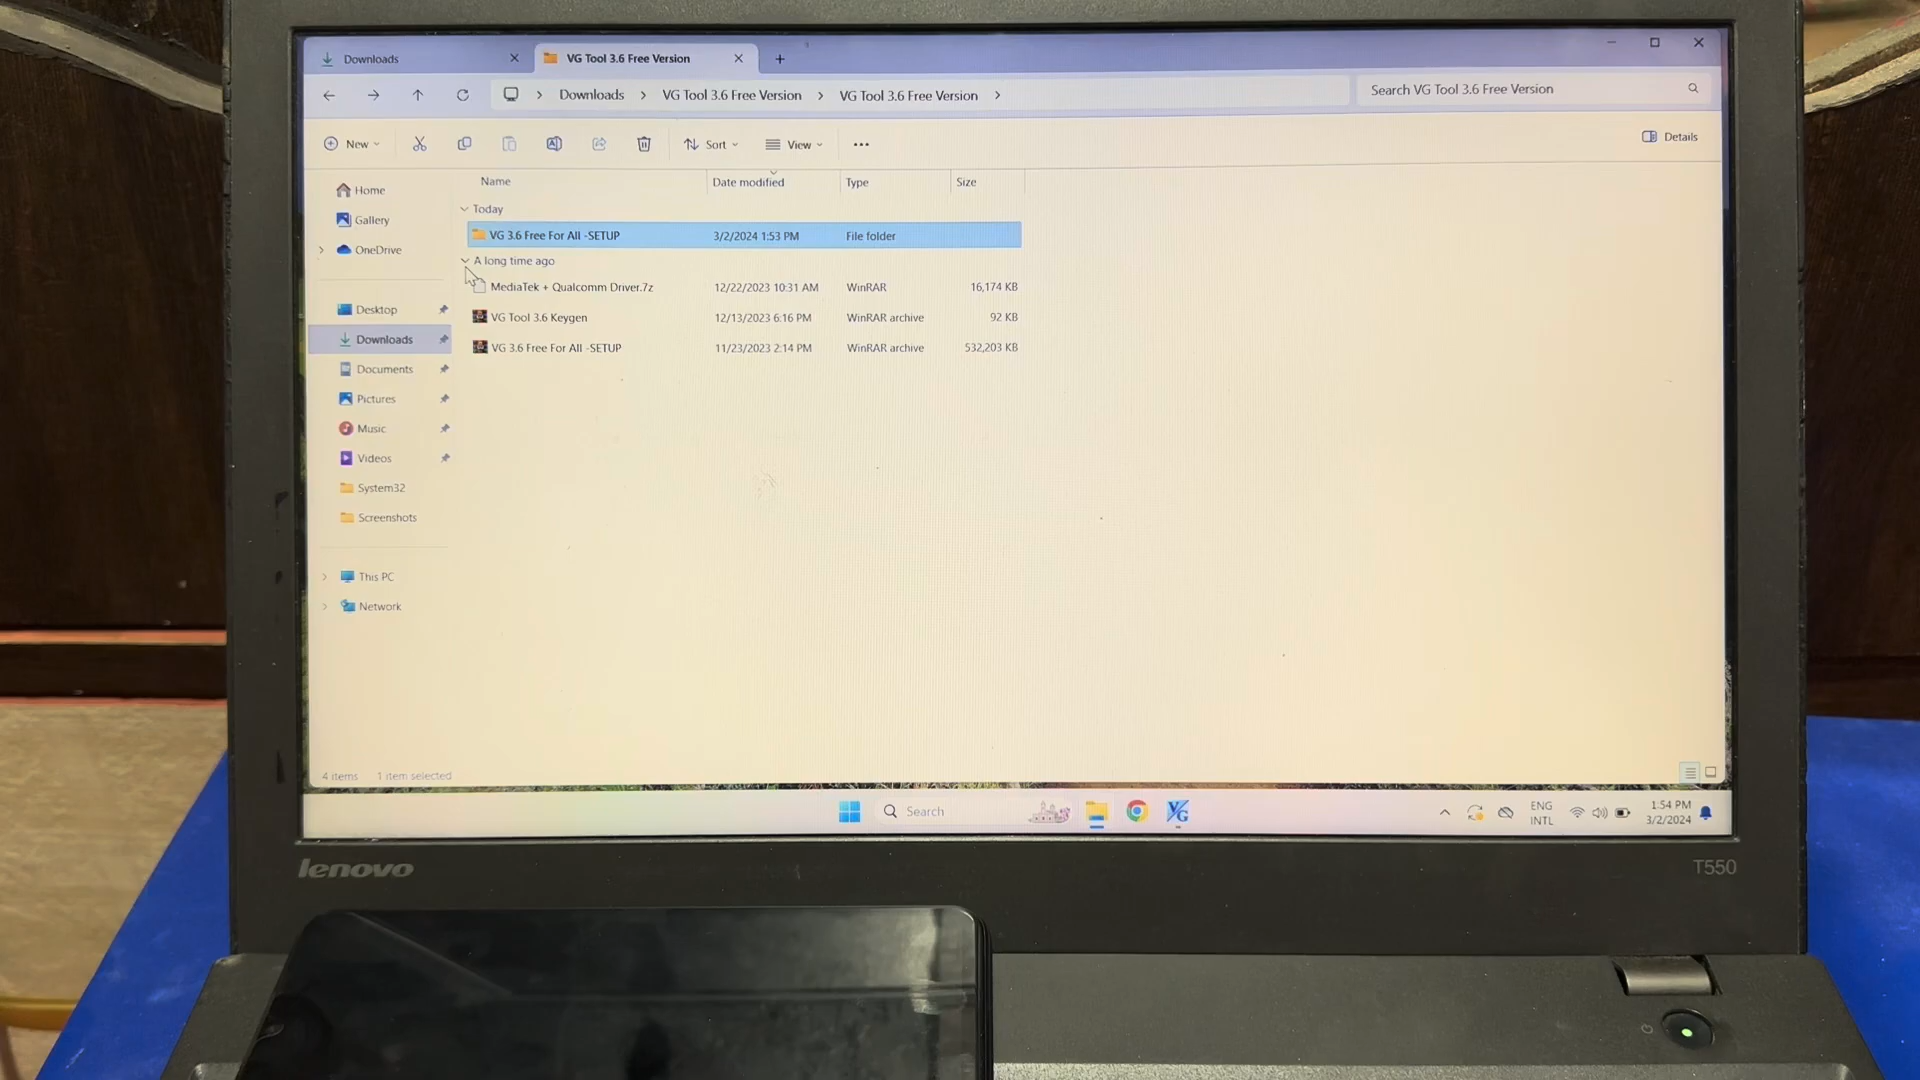 Downloads
VG Tool 3.6 Free Version
Downloads > VG Tool 3.6 Free Version > VG Tool 3.6 Free Version >
Search VG Tool 3.6 Free Version
New
Sort
View
Details
Name
Date modified
Type
Size
Home
Gallery
OneDrive
Desktop
Downloads
Documents
Pictures
Music
Videos
System32
Screenshots
This PC
Network
Today
VG 3.6 Free For All -SETUP 3/2/2024 1:53 PM File folder
A long time ago
MediaTek + Qualcomm Driver.7z 12/22/2023 10:31 AM WinRAR 16,174 KB
VG Tool 3.6 Keygen 12/13/2023 6:16 PM WinRAR archive 92 KB
VG 3.6 Free For All -SETUP 11/23/2023 2:14 PM WinRAR archive 532,203 KB
4 items 1 item selected
Search
VG
ENG
INTL
1:54 PM
3/2/2024
lenovo
T550